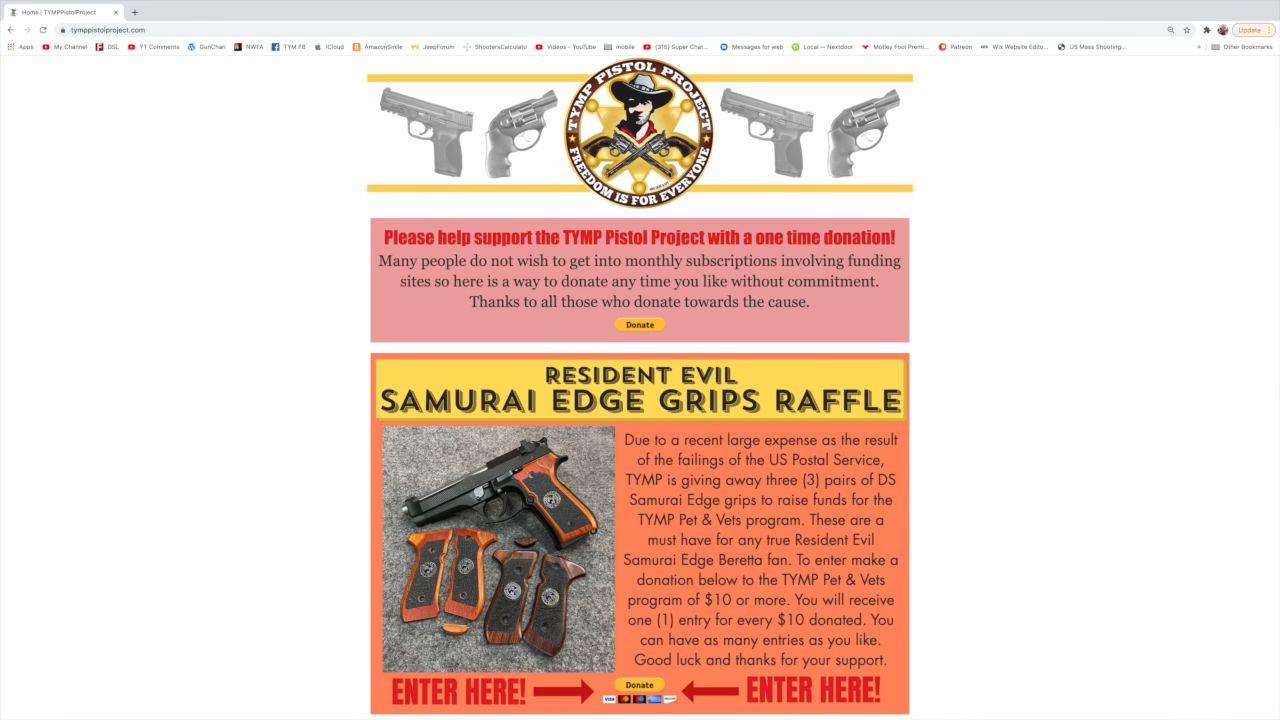 Home | TYMPPistolProject
tymppistolproject.com
Update
Apps My Channel DSL YT Comments GunChan NWFA TYM FB iCloud AmazonSmile JeepForum ShootersCalculato Videos - YouTube mobile (315) Super Chat... Messages for web Local — Nextdoor Motley Fool Premi... Patreon Wix Website Edito... US Mass Shooting... » Other Bookmarks
TYMP PISTOL PROJECT
FREEDOM IS FOR EVERYONE
Please help support the TYMP Pistol Project with a one time donation!
Many people do not wish to get into monthly subscriptions involving funding
sites so here is a way to donate any time you like without commitment.
Thanks to all those who donate towards the cause.
Donate
RESIDENT EVIL
SAMURAI EDGE GRIPS RAFFLE
Due to a recent large expense as the result
of the failings of the US Postal Service,
TYMP is giving away three (3) pairs of DS
Samurai Edge grips to raise funds for the
TYMP Pet & Vets program. These are a
must have for any true Resident Evil
Samurai Edge Beretta fan. To enter make a
donation below to the TYMP Pet & Vets
program of $10 or more. You will receive
one (1) entry for every $10 donated. You
can have as many entries as you like.
Good luck and thanks for your support.
ENTER HERE!
Donate
VISA
ENTER HERE!